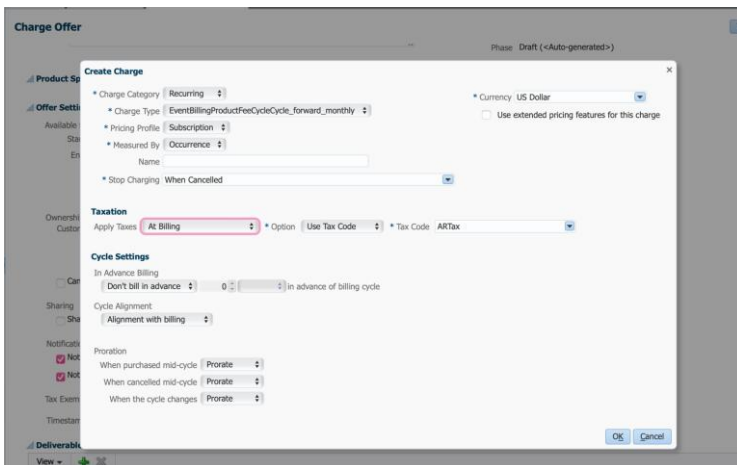 Charge Offer
Phase Draft (<Auto-generated>)
Create Charge
Product Sp
* Charge Category Recurring
* Currency US Dollar
* Charge Type EventBillingProductFeeCycleCycle_forward_monthly
Use extended pricing features for this charge
Offer Setti
* Pricing Profile Subscription
Available
* Measured By Occurrence
Sta
Name
En
* Stop Charging When Cancelled
Taxation
Ownershi
Apply Taxes At Billing * Option Use Tax Code * Tax Code ARTax
Custor
Cycle Settings
In Advance Billing
Can
Don't bill in advance 0 in advance of billing cycle
Sharing
Cycle Alignment
Sha
Alignment with billing
Notificati
Proration
Not
When purchased mid-cycle Prorate
Not
When cancelled mid-cycle Prorate
Tax Exem
When the cycle changes Prorate
Timestam
OK Cancel
Deliverabl
View